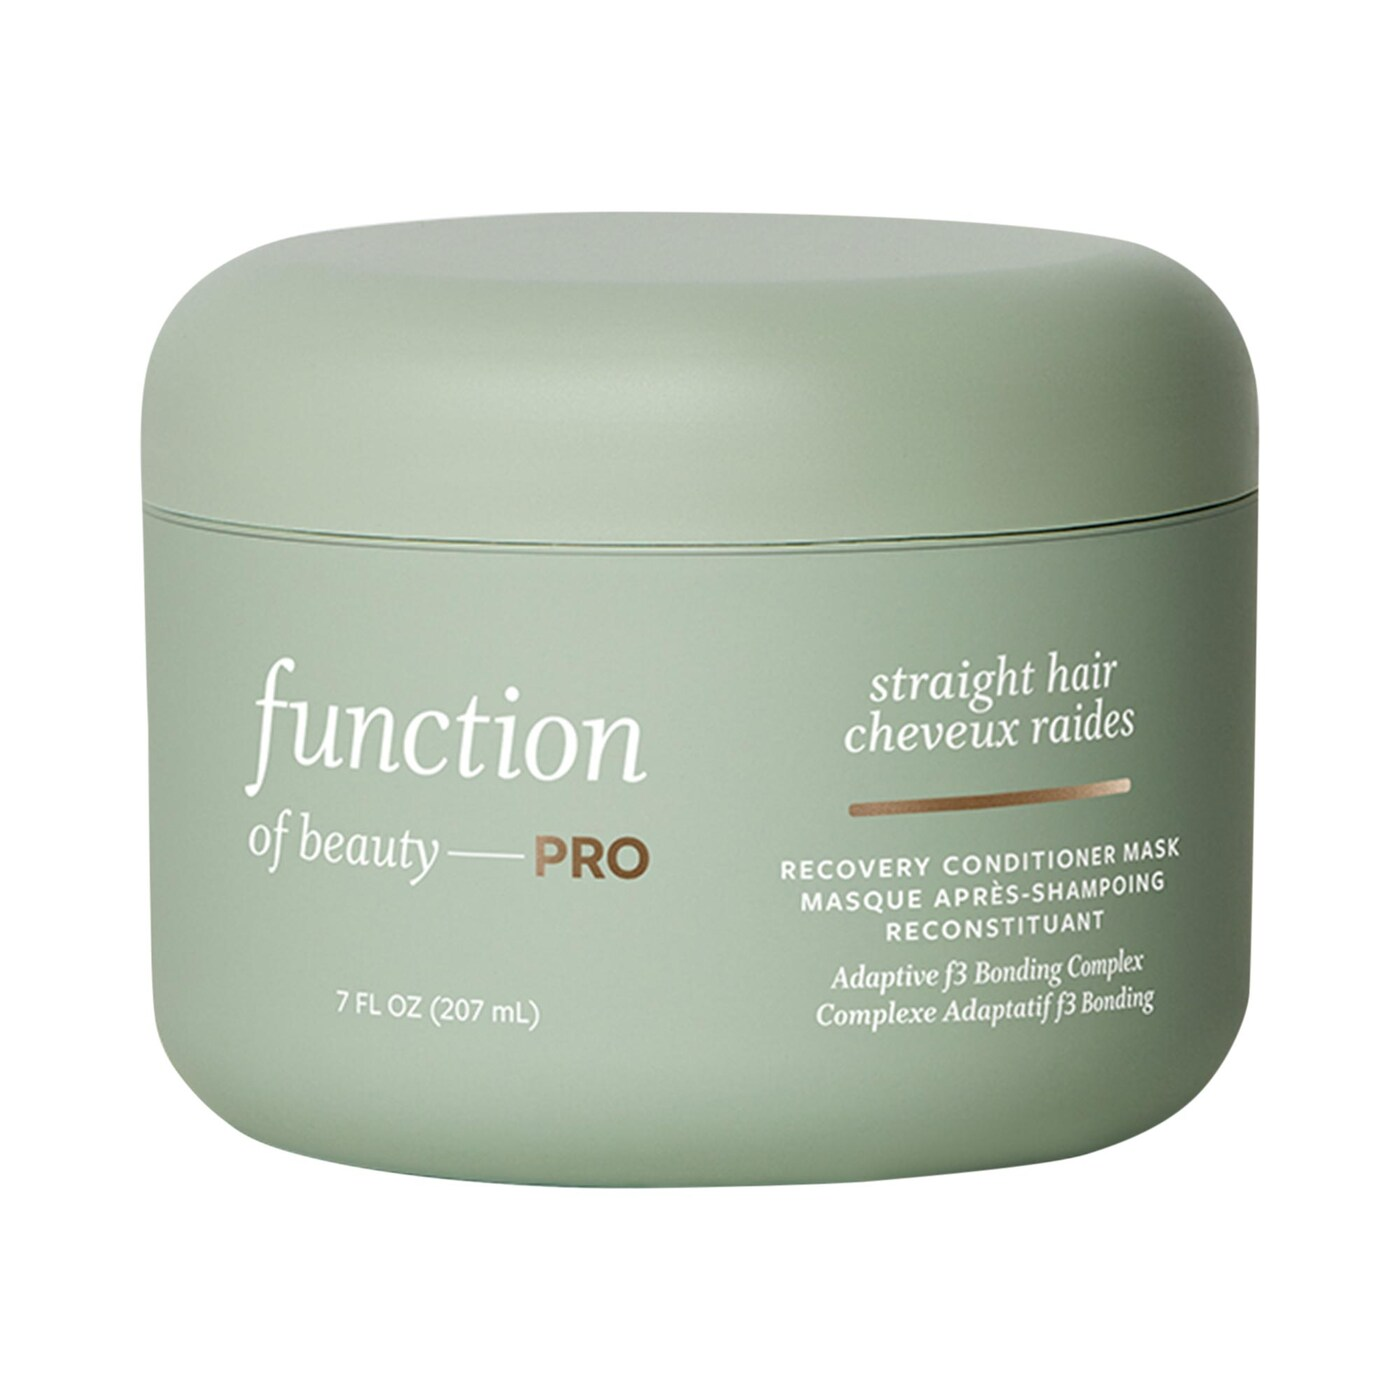 function
of beauty—PRO
7 FL OZ (207 mL)
straight hair
cheveux raides
RECOVERY CONDITIONER MASK
MASQUE APRÈS-SHAMPOING
RECONSTITUANT
Adaptive f3 Bonding Complex
Complexe Adaptatif f3 Bonding